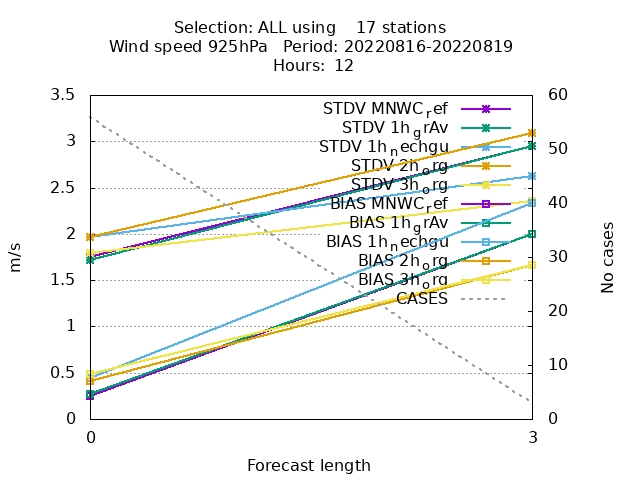 Selection: ALL using 17 stations
Wind speed 925hPa Period: 20220816-20220819
Hours: 12
3.5
3
2.5
2
1.5
1
0.5
0
60
50
40
30
20
10
0
m/s
No cases
STDV MNWC_ref
STDV 1h_grAv
STDV 1h_nechgu
STDV 2h_org
STDV 3h_org
BIAS MNWC_ref
BIAS 1h_grAv
BIAS 1h_nechgu
BIAS 2h_org
BIAS 3h_org
CASES
0
3
Forecast length